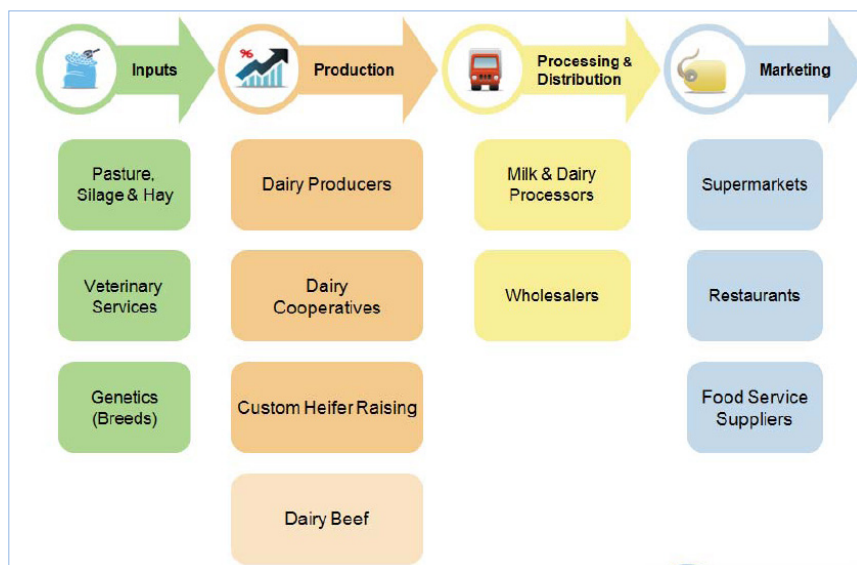 %
Inputs
Production
Processing &
Distribution
Marketing
Pasture,
Silage & Hay
Veterinary
Services
Genetics
(Breeds)
Dairy Producers
Dairy
Cooperatives
Custom Heifer Raising
Dairy Beef
Milk & Dairy
Processors
Wholesalers
Supermarkets
Restaurants
Food Service
Suppliers